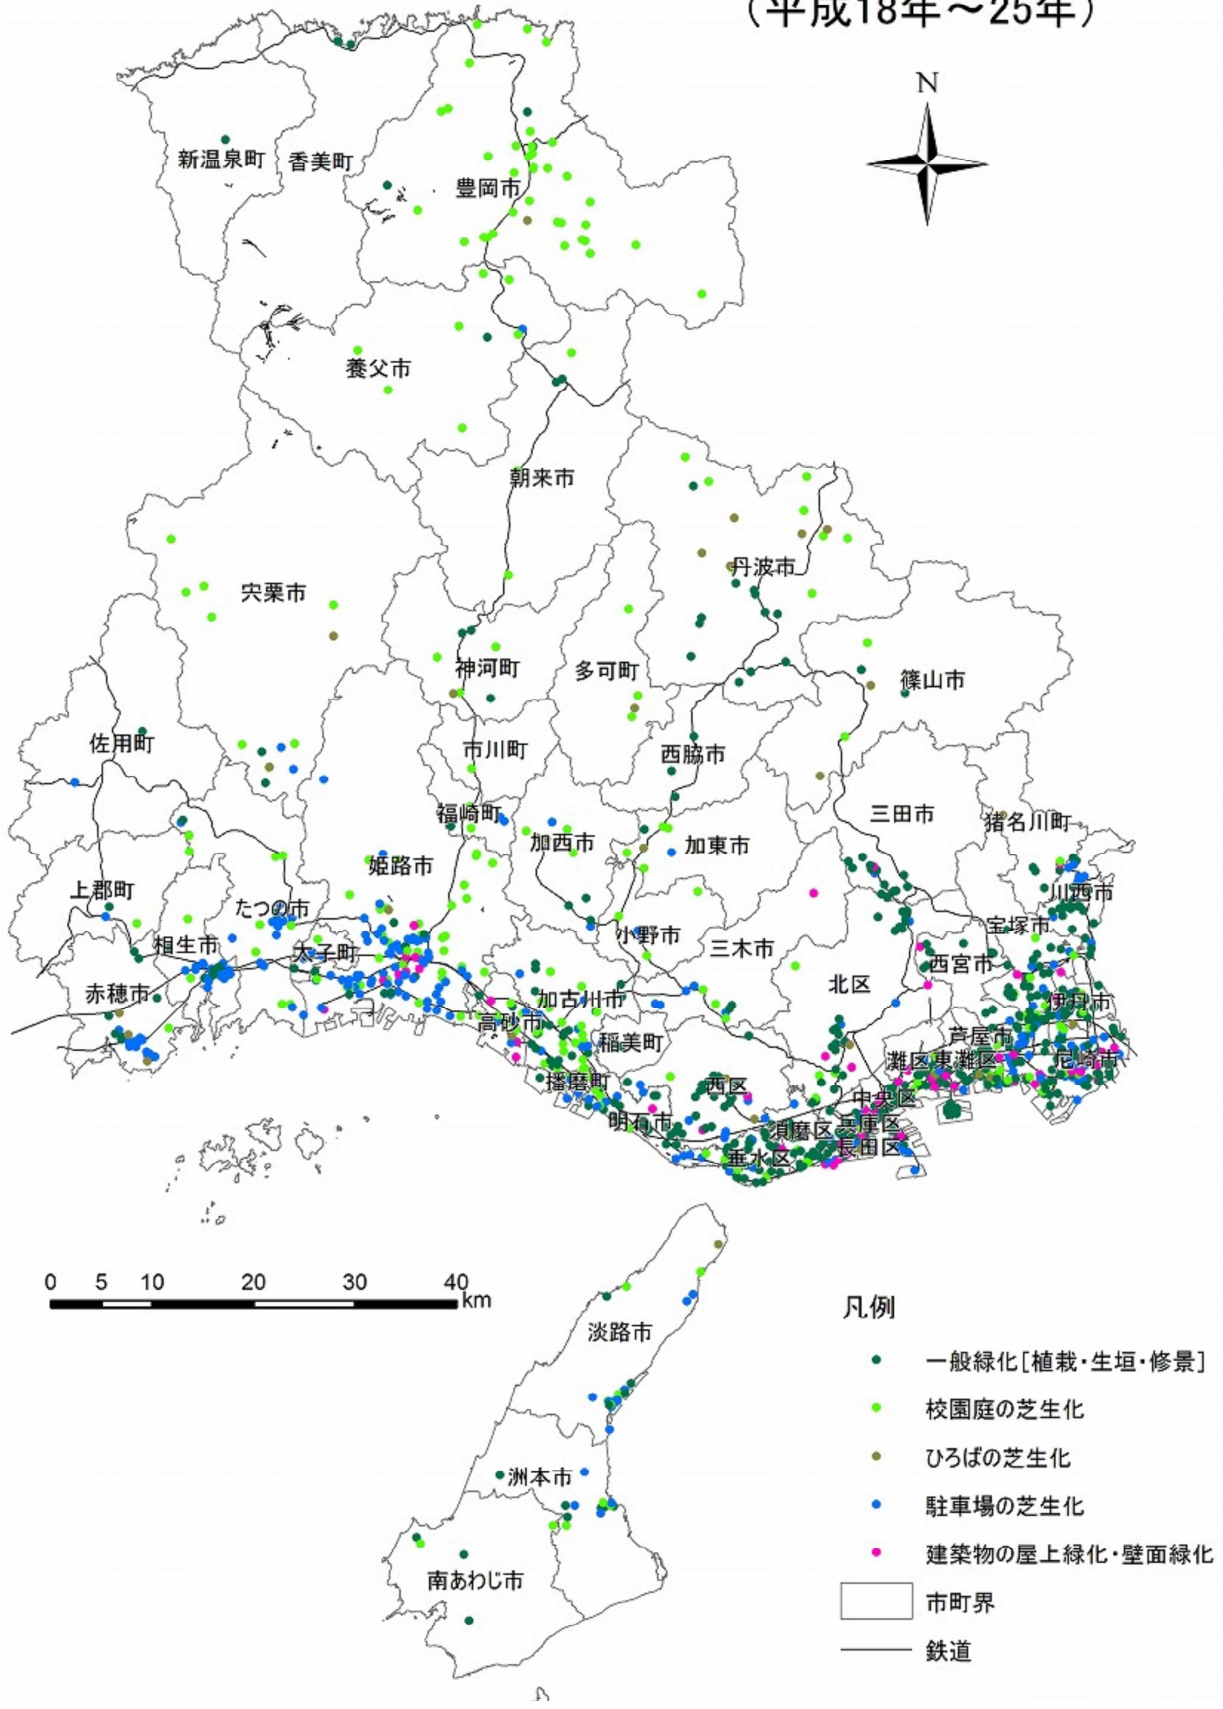 （平成18年～25年）
N
新温泉町
香美町
豊岡市
養父市
朝来市
丹波市
宍粟市
神河町
多可町
篠山市
佐用町
市川町
西脇市
福崎町
加西市
加東市
三田市
猪名川町
姫路市
上郡町
たつの市
川西市
宝塚市
相生市
太子町
小野市
三木市
西宮市
北区
赤穂市
加古川市
伊丹市
高砂市
稲美町
芦屋市
灘区
東灘区
尼崎市
播磨町
西区
中央区
明石市
須磨区
兵庫区
垂水区
長田区
0 5 10 20 30 40
km
淡路市
洲本市
南あわじ市
凡例
一般緑化[植栽・生垣・修景]
校園庭の芝生化
ひろばの芝生化
駐車場の芝生化
建築物の屋上緑化・壁面緑化
市町界
鉄道